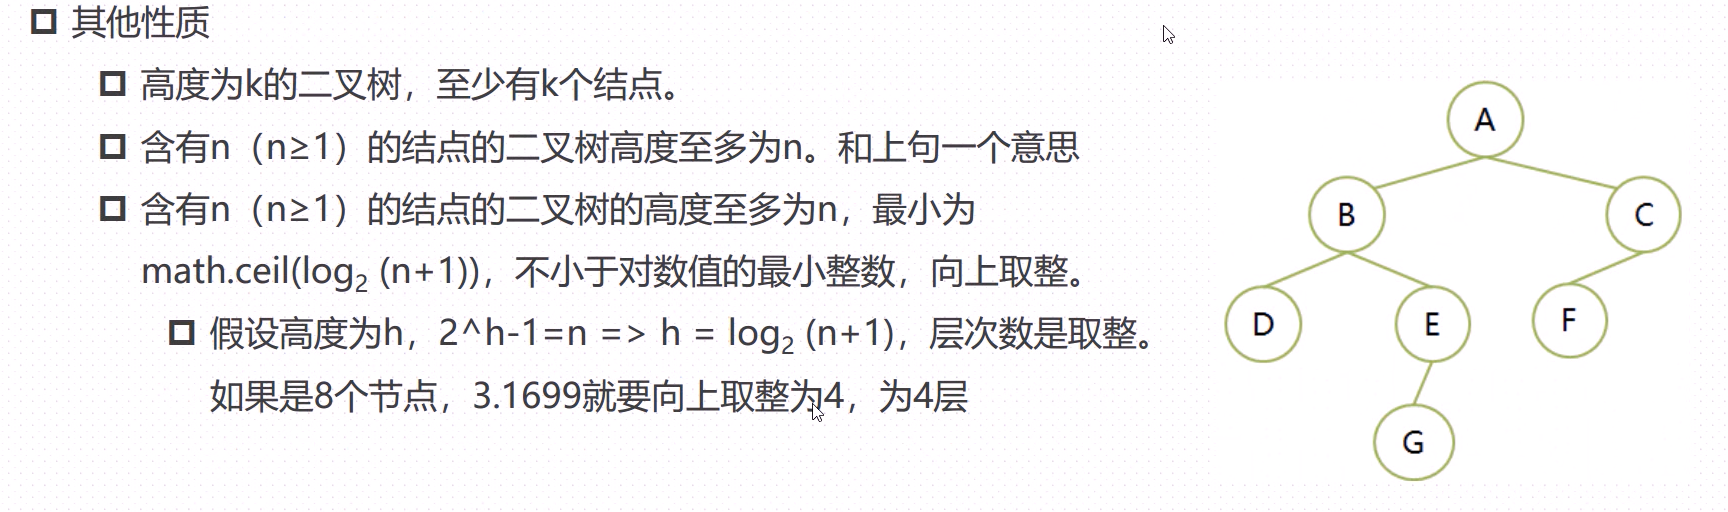 其他性质
高度为k的二叉树，至少有k个结点。
含有n（n≥1）的结点的二叉树高度至多为n。和上句一个意思
含有n（n≥1）的结点的二叉树的高度至多为n，最小为
math.ceil(log₂ (n+1))，不小于对数值的最小整数，向上取整。
假设高度为h，2^h-1=n => h = log₂ (n+1)，层次数是取整。
如果是8个节点，3.1699就要向上取整为4，为4层
A
B
C
D
E
F
G